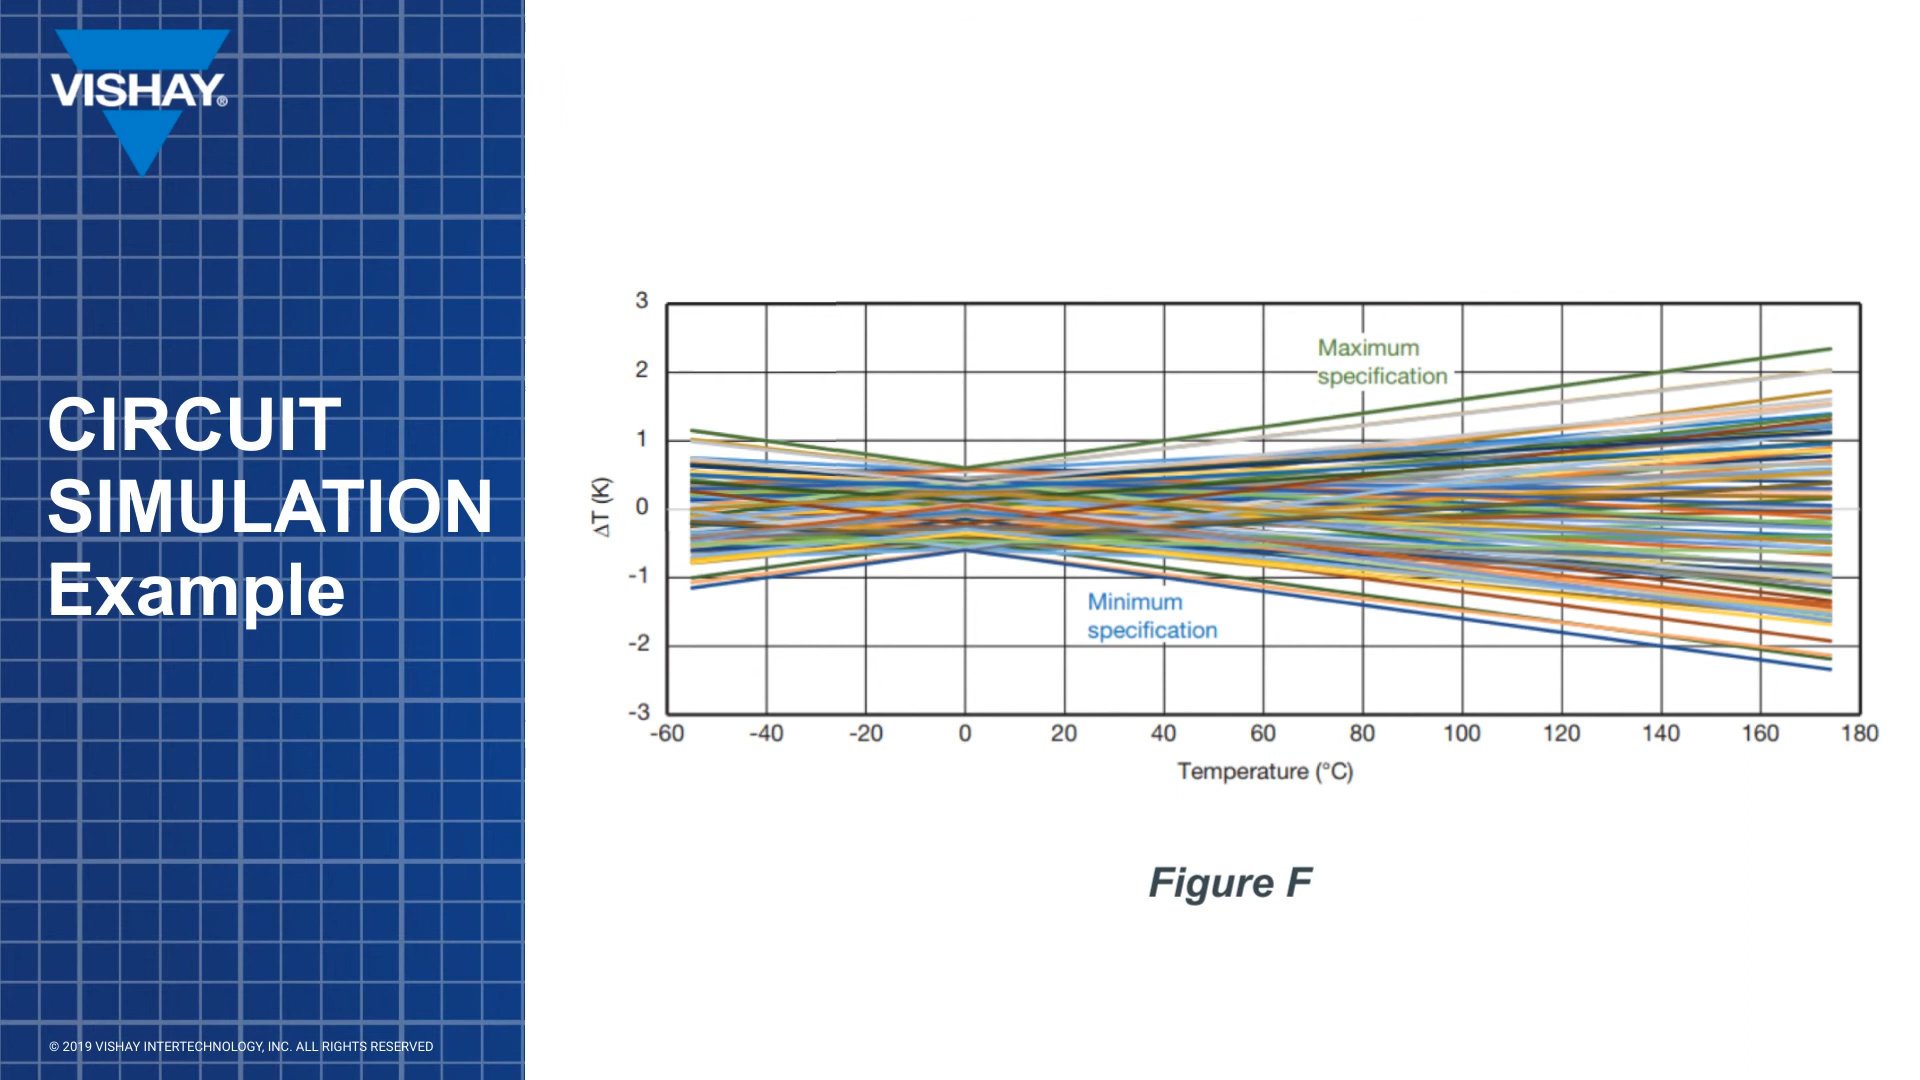 VISHAY®
CIRCUIT
SIMULATION
Example
© 2019 VISHAY INTERTECHNOLOGY, INC. ALL RIGHTS RESERVED
3
2
1
0
-1
-2
-3
ΔT (K)
Maximum
specification
Minimum
specification
-60 -40 -20 0 20 40 60 80 100 120 140 160 180
Temperature (°C)
Figure F